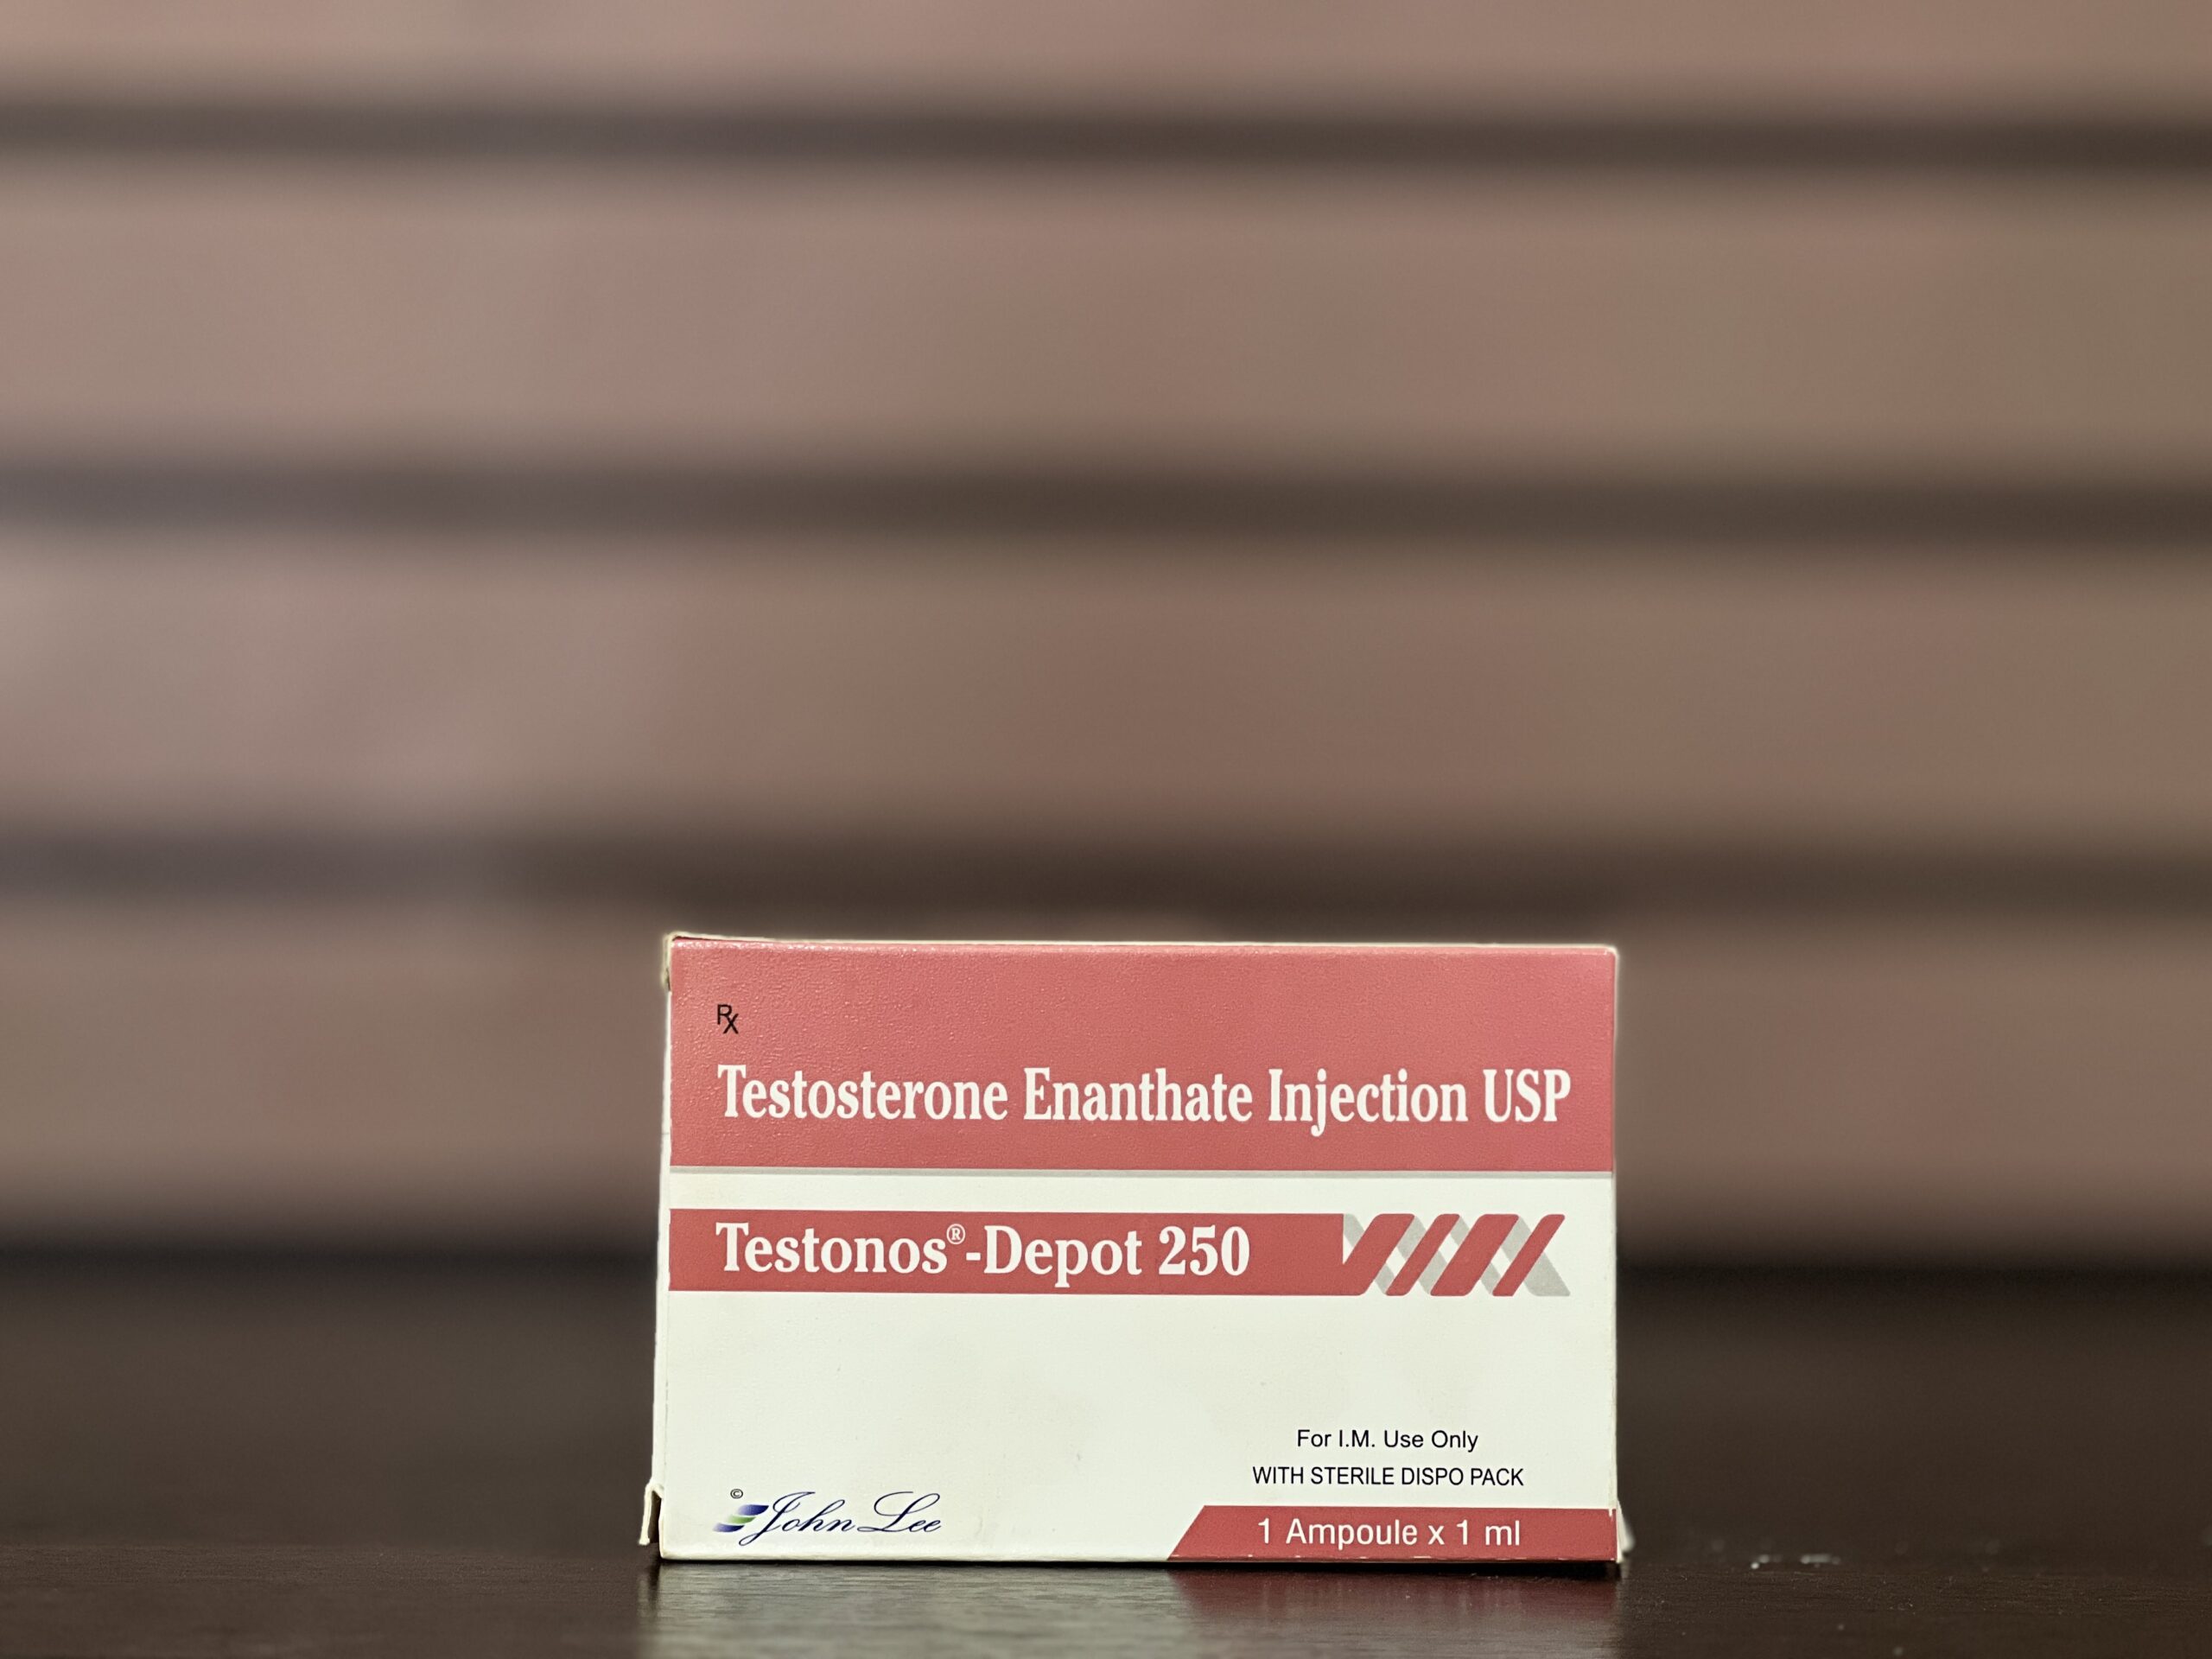 ℞
Testosterone Enanthate Injection USP
Testonos®-Depot 250
For I.M. Use Only
WITH STERILE DISPO PACK
© John Lee
1 Ampoule x 1 ml